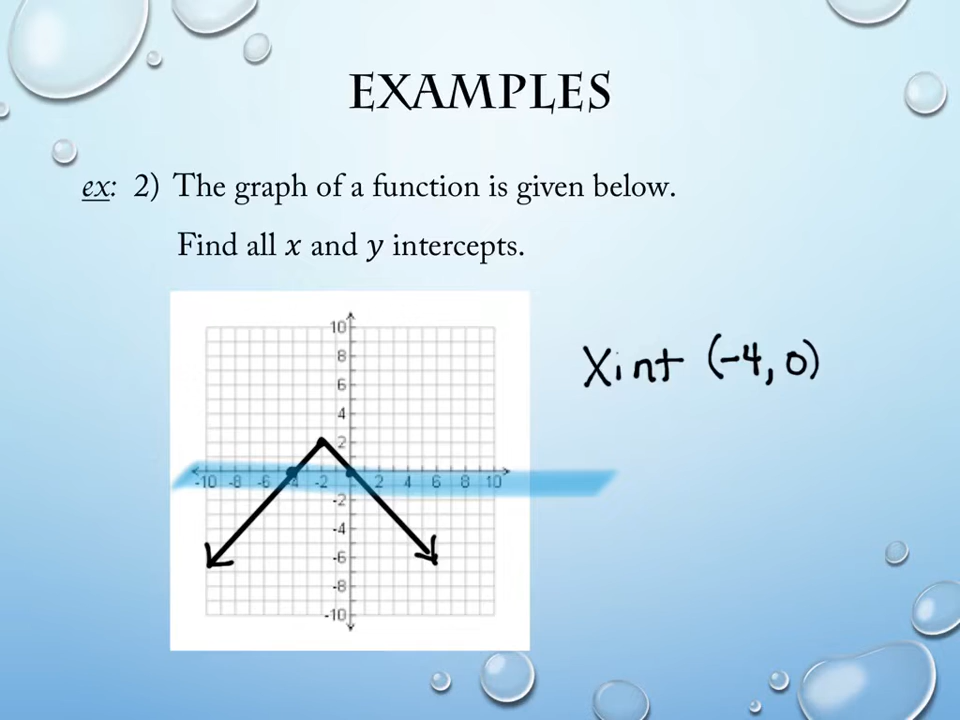 EXAMPLES
ex: 2) The graph of a function is given below.
Find all x and y intercepts.
Xint (-4, 0)
10
8
6
4
2
-10 -8 -6 -4 -2 2 4 6 8 10
-2
-4
-6
-8
-10